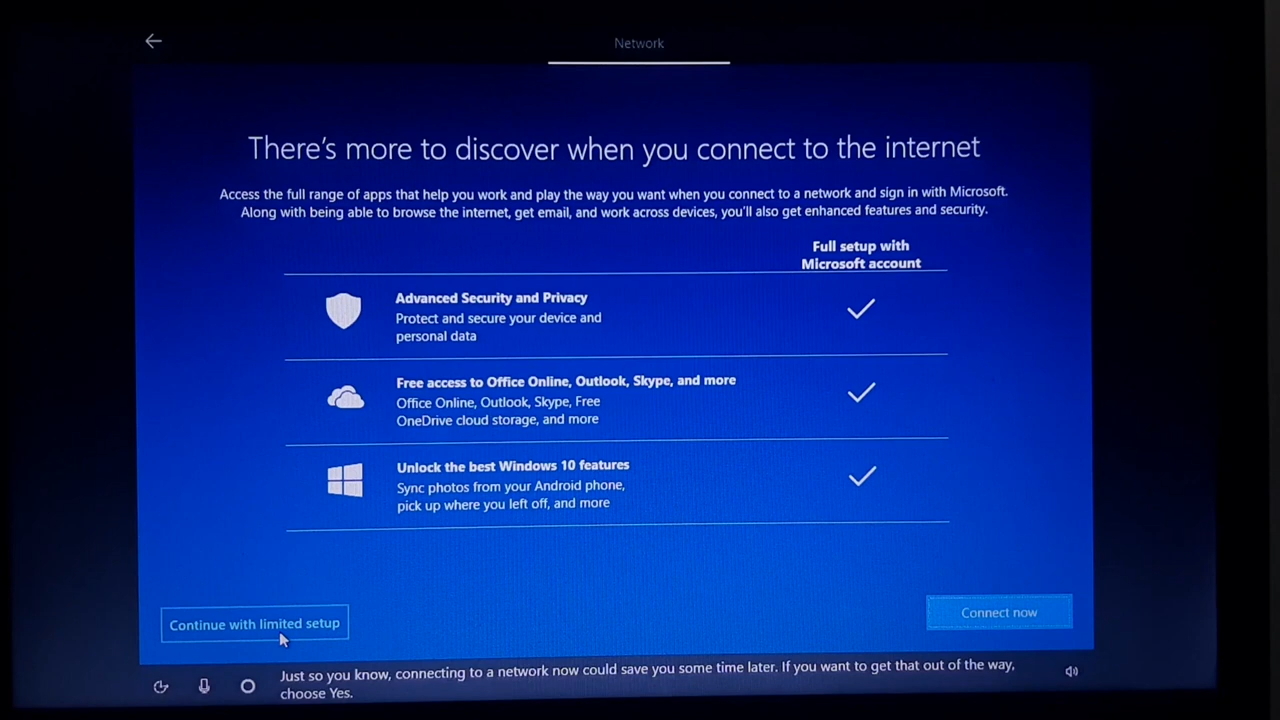 Network
There's more to discover when you connect to the internet
Access the full range of apps that help you work and play the way you want when you connect to a network and sign in with Microsoft.
Along with being able to browse the internet, get email, and work across devices, you'll also get enhanced features and security.
Full setup with
Microsoft account
Advanced Security and Privacy
Protect and secure your device and
personal data
Free access to Office Online, Outlook, Skype, and more
Office Online, Outlook, Skype, Free
OneDrive cloud storage, and more
Unlock the best Windows 10 features
Sync photos from your Android phone,
pick up where you left off, and more
Continue with limited setup
Connect now
Just so you know, connecting to a network now could save you some time later. If you want to get that out of the way,
choose Yes.